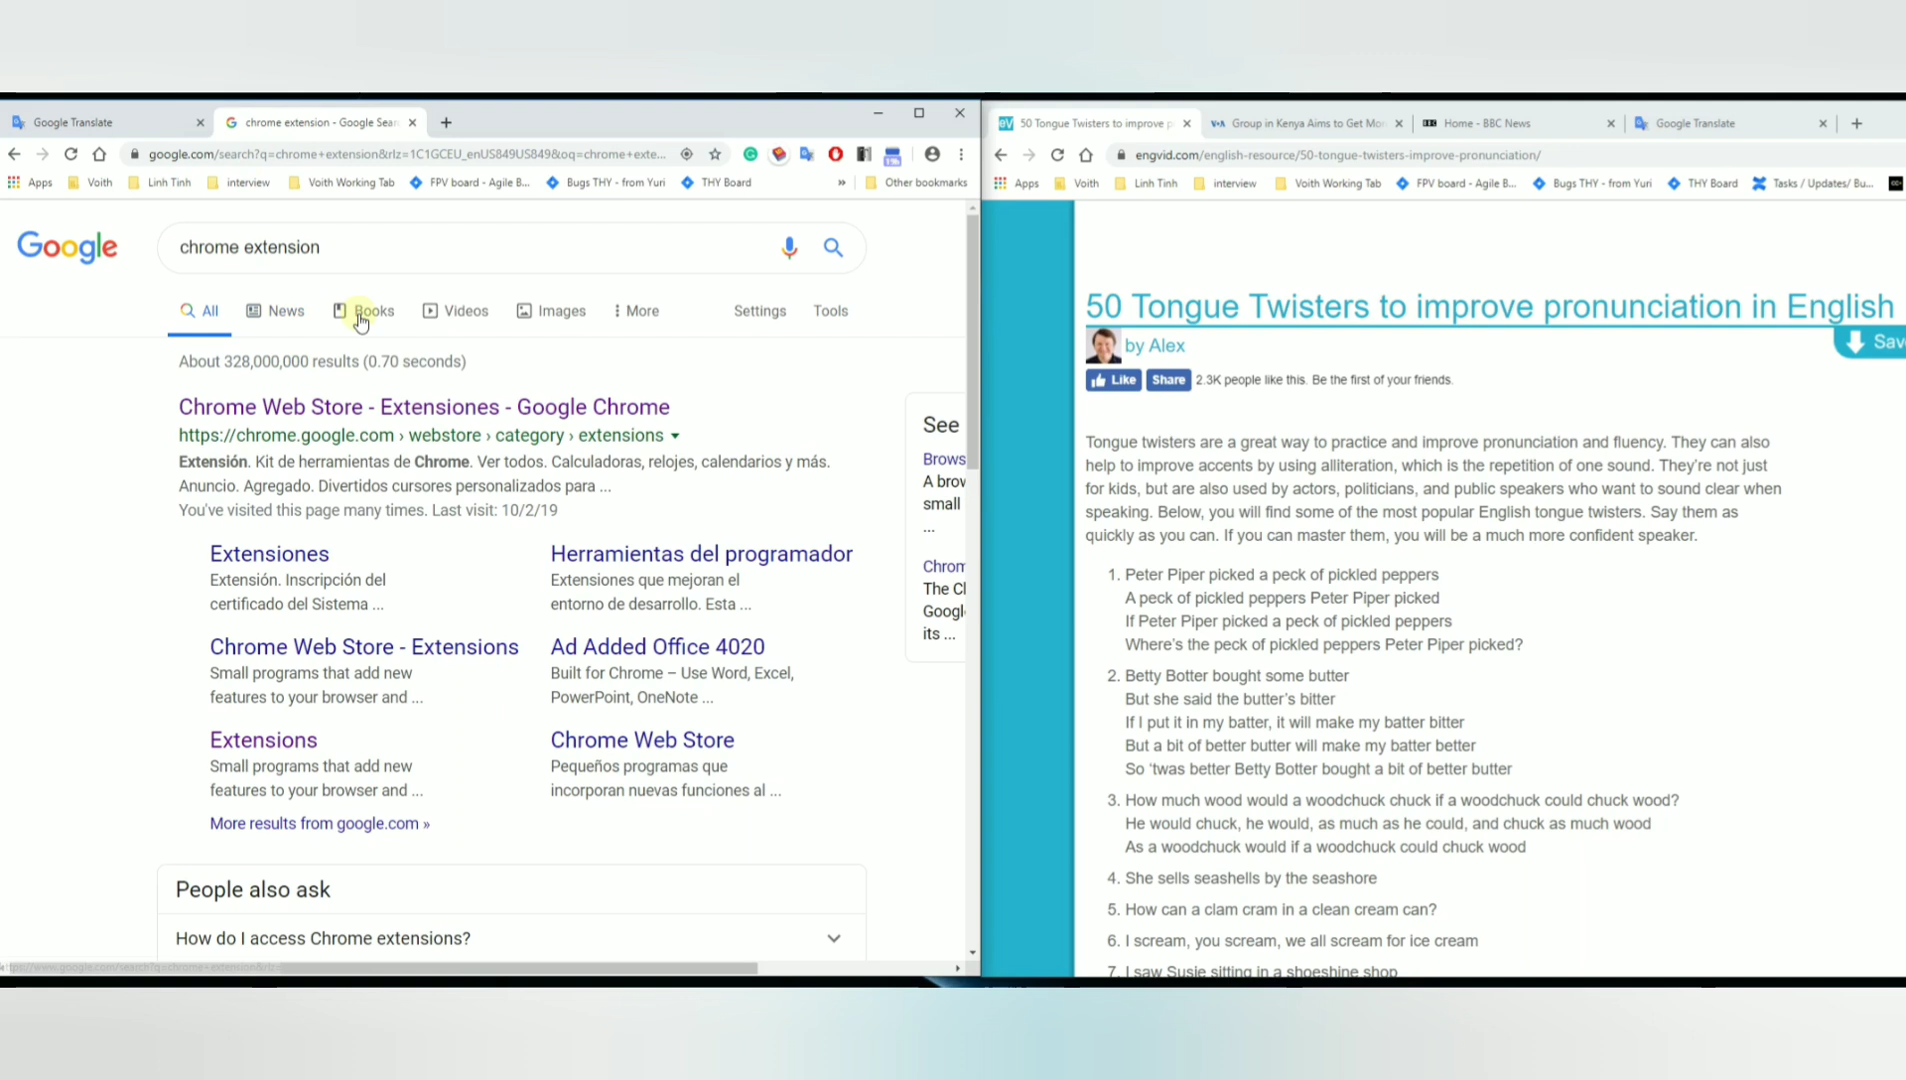 Google Translate
chrome extension - Google Sear
google.com/search?q=chrome+extension&rlz=1C1GCEU_enUS849US849&oq=chrome+exte...
Apps
Voith
Linh Tinh
interview
Voith Working Tab
FPV board - Agile B...
Bugs THY - from Yuri
THY Board
»
Other bookmarks
Google
chrome extension
All
News
Books
Videos
Images
More
Settings
Tools
About 328,000,000 results (0.70 seconds)
Chrome Web Store - Extensiones - Google Chrome
https://chrome.google.com › webstore › category › extensions
Extensión. Kit de herramientas de Chrome. Ver todos. Calculadoras, relojes, calendarios y más.
Anuncio. Agregado. Divertidos cursores personalizados para ...
You've visited this page many times. Last visit: 10/2/19
Extensiones
Extensión. Inscripción del
certificado del Sistema ...
Herramientas del programador
Extensiones que mejoran el
entorno de desarrollo. Esta ...
Chrome Web Store - Extensions
Small programs that add new
features to your browser and ...
Ad Added Office 4020
Built for Chrome – Use Word, Excel,
PowerPoint, OneNote ...
Extensions
Small programs that add new
features to your browser and ...
Chrome Web Store
Pequeños programas que
incorporan nuevas funciones al ...
More results from google.com »
People also ask
How do I access Chrome extensions?
See
Brows
A brow
small
...
Chrom
The Cl
Googl
its ...
50 Tongue Twisters to improve p
VOA
Group in Kenya Aims to Get Mor
BBC
Home - BBC News
Google Translate
engvid.com/english-resource/50-tongue-twisters-improve-pronunciation/
Apps
Voith
Linh Tinh
interview
Voith Working Tab
FPV board - Agile B...
Bugs THY - from Yuri
THY Board
Tasks / Updates/ Bu...
50 Tongue Twisters to improve pronunciation in English
by Alex
Sav
Like
Share
2.3K people like this. Be the first of your friends.
Tongue twisters are a great way to practice and improve pronunciation and fluency. They can also
help to improve accents by using alliteration, which is the repetition of one sound. They're not just
for kids, but are also used by actors, politicians, and public speakers who want to sound clear when
speaking. Below, you will find some of the most popular English tongue twisters. Say them as
quickly as you can. If you can master them, you will be a much more confident speaker.
1. Peter Piper picked a peck of pickled peppers
A peck of pickled peppers Peter Piper picked
If Peter Piper picked a peck of pickled peppers
Where's the peck of pickled peppers Peter Piper picked?
2. Betty Botter bought some butter
But she said the butter's bitter
If I put it in my batter, it will make my batter bitter
But a bit of better butter will make my batter better
So 'twas better Betty Botter bought a bit of better butter
3. How much wood would a woodchuck chuck if a woodchuck could chuck wood?
He would chuck, he would, as much as he could, and chuck as much wood
As a woodchuck would if a woodchuck could chuck wood
4. She sells seashells by the seashore
5. How can a clam cram in a clean cream can?
6. I scream, you scream, we all scream for ice cream
7. I saw Susie sitting in a shoeshine shop